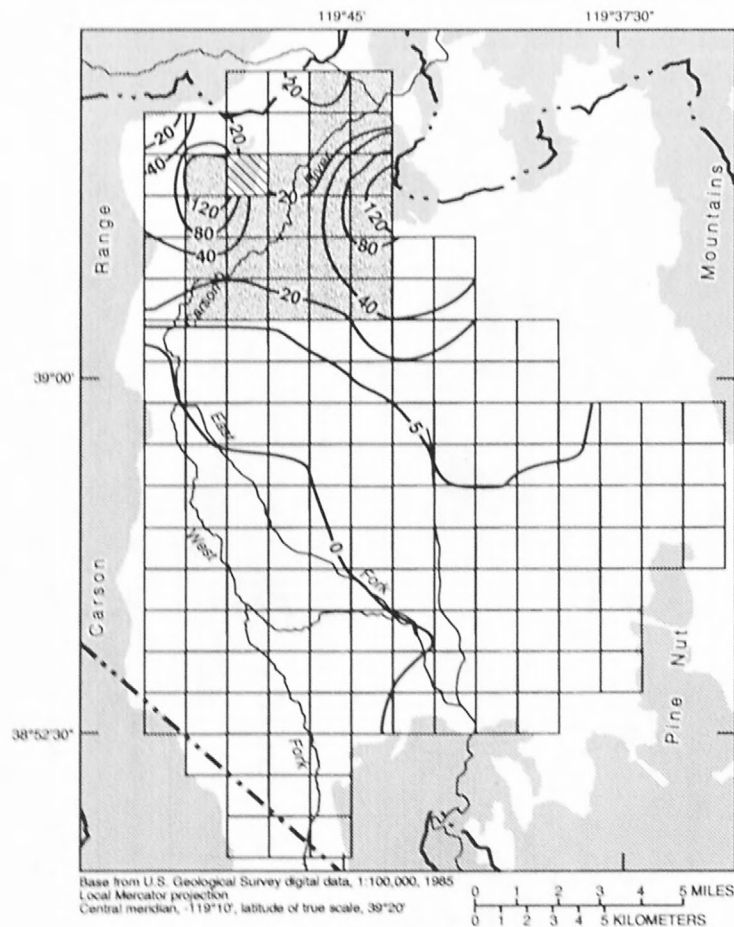 119°45'
119°37'30"
20
20
20
40
River
120
20
120
80
80
40
40
Carson
20
Range
Mountains
39°00'
5
East
West
0
Fork
Carson
Pine Nut
38°52'30"
Fork
Base from U.S. Geological Survey digital data, 1:100,000, 1985
Local Mercator projection
Central meridian, -119°10', latitude of true scale, 39°20'
0 1 2 3 4 5 MILES
0 1 2 3 4 5 KILOMETERS